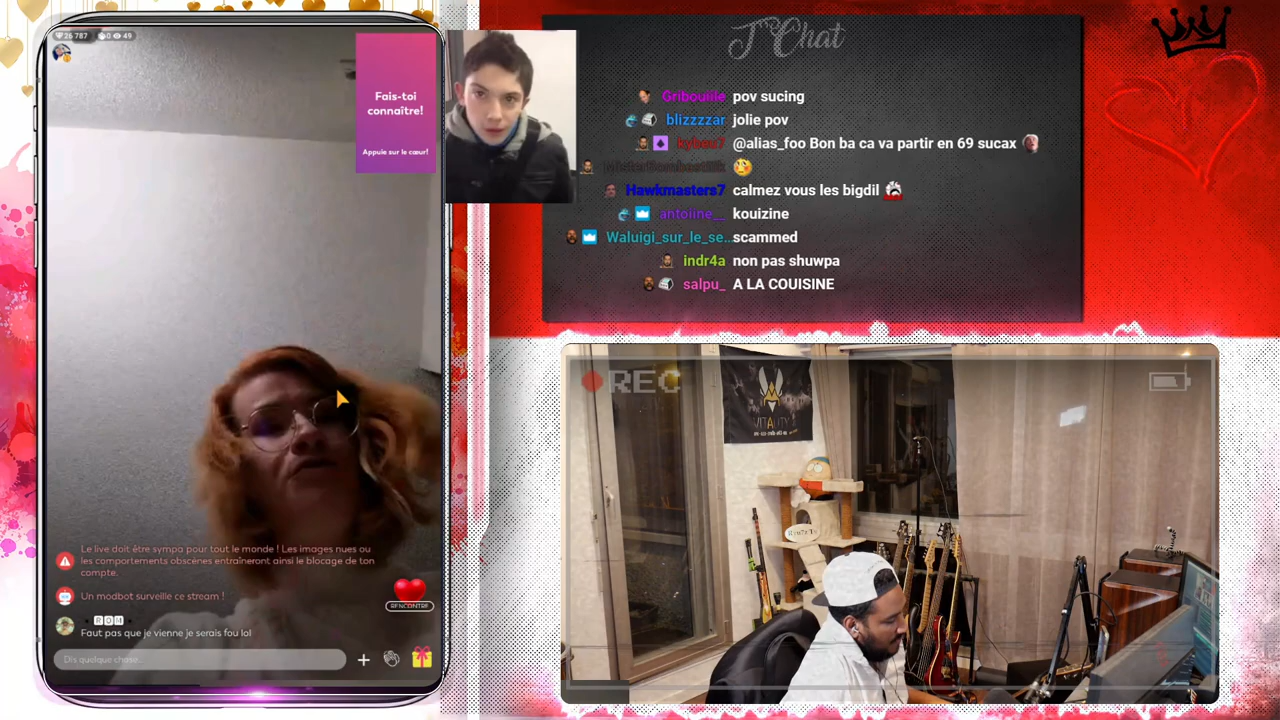 26 787 0 49
Fais-toi
connaître!
Appuie sur le cœur!
Le live doit être sympa pour tout le monde ! Les images nues ou
les comportements obscènes entraîneront ainsi le blocage de ton
compte.
Un modbot surveille ce stream !
RENCONTRE
ROM
Faut pas que je vienne je serais fou lol
Dis quelque chose...
T'Chat
Gribouille pov sucing
blizzzzar jolie pov
@alias_foo Bon ba ca va partir en 69 sucax
Hawkmasters7 calmez vous les bigdil
antoiine__ kouizine
Waluigi_sur_le_se... scammed
indr4a non pas shuwpa
salpu_ A LA COUISINE
REC
VITALITY